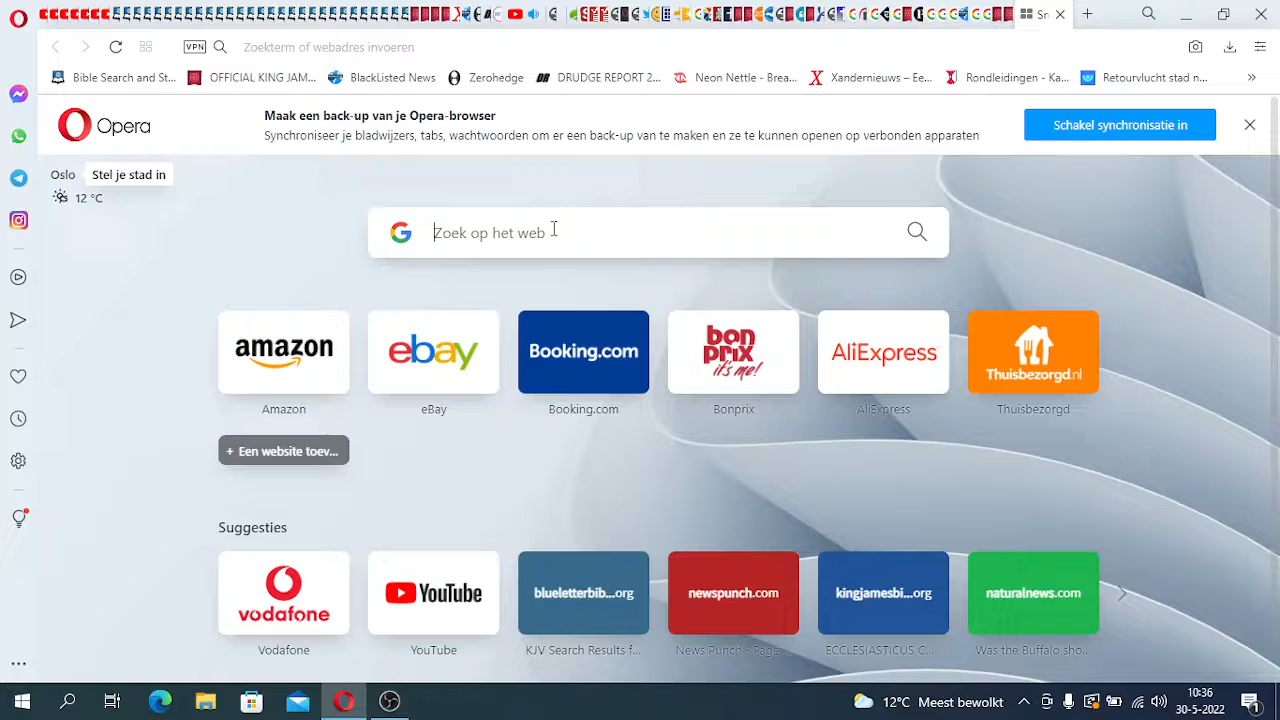 Sn
VPN
Zoekterm of webadres invoeren
Bible Search and St...
OFFICIAL KING JAM...
BlackListed News
Zerohedge
DRUDGE REPORT 2...
Neon Nettle - Brea...
Xandernieuws – Ee...
Rondleidingen - Ka...
Retourvlucht stad n...
»
Opera
Maak een back-up van je Opera-browser
Synchroniseer je bladwijzers, tabs, wachtwoorden om er een back-up van te maken en ze te kunnen openen op verbonden apparaten
Schakel synchronisatie in
Oslo
Stel je stad in
12 °C
Zoek op het web
amazon
ebay
Booking.com
bon
prix
it's me!
AliExpress
Thuisbezorgd.nl
Amazon
eBay
Booking.com
Bonprix
AliExpress
Thuisbezorgd
+ Een website toev...
Suggesties
vodafone
YouTube
blueletterbib...org
newspunch.com
kingjamesbi...org
naturalnews.com
Vodafone
YouTube
KJV Search Results f...
News Punch - Page ...
ECCLESIASTICUS C...
Was the Buffalo sho...
12°C Meest bewolkt
10:36
30-5-2022
1